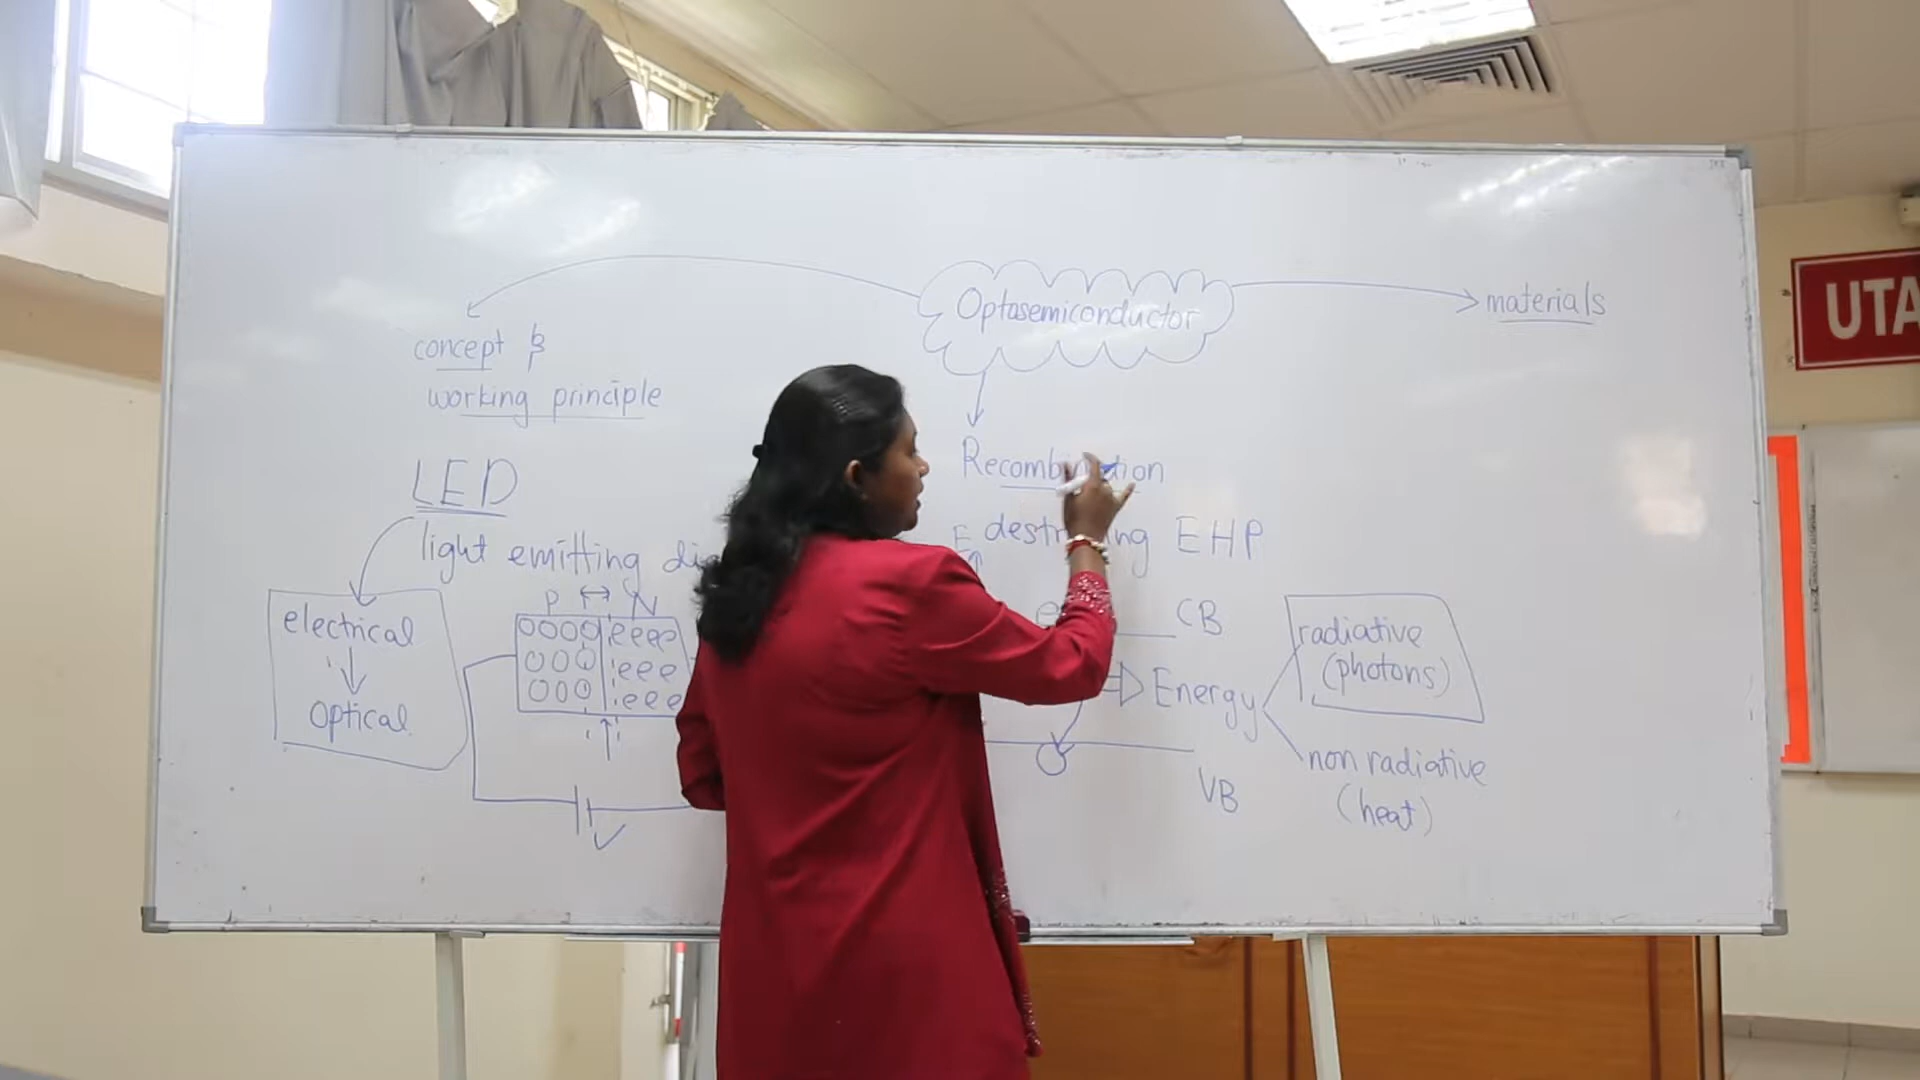 Optosemiconductor
materials
concept &
working principle
LED
light emitting
electrical
Optical
P N
e e e e
e e e
e e e
V
Recombination
EHP
E
e
CB
Energy
VB
radiative
(photons)
non radiative
(heat)
UTA